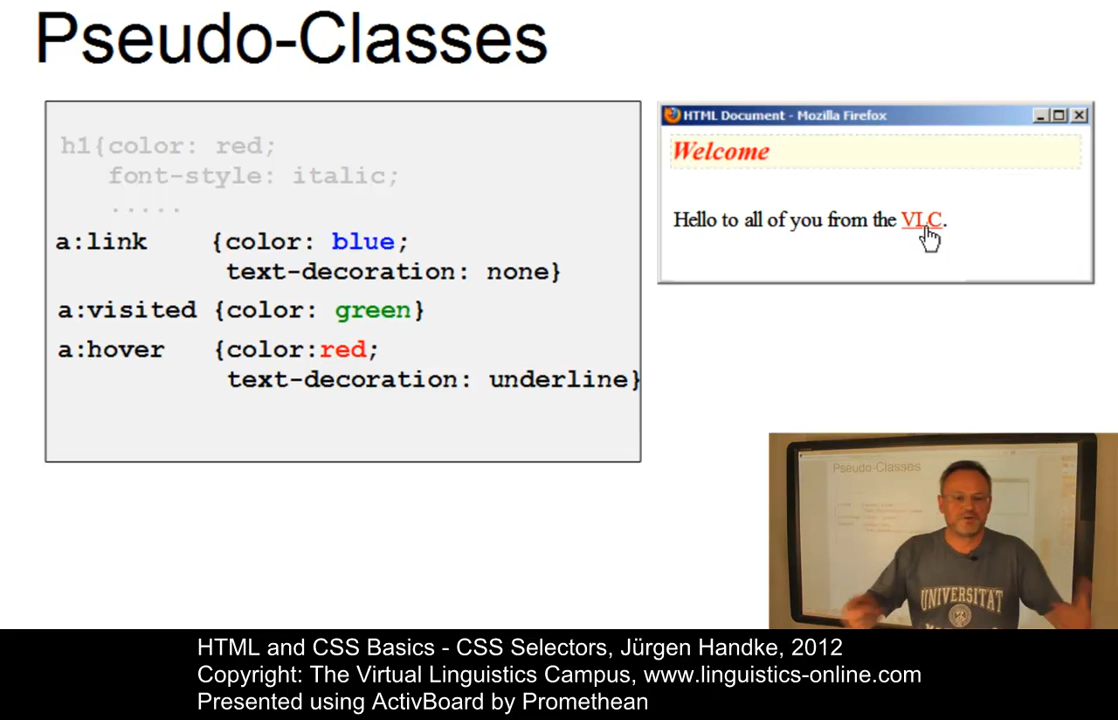 Pseudo-Classes
h1{color: red;
font-style: italic;
.....
a:link {color: blue;
text-decoration: none}
a:visited {color: green}
a:hover {color:red;
text-decoration: underline}
HTML Document - Mozilla Firefox
Welcome
Hello to all of you from the VLC.
Pseudo-Classes
UNIVERSITAT
HTML and CSS Basics - CSS Selectors, Jürgen Handke, 2012
Copyright: The Virtual Linguistics Campus, www.linguistics-online.com
Presented using ActivBoard by Promethean